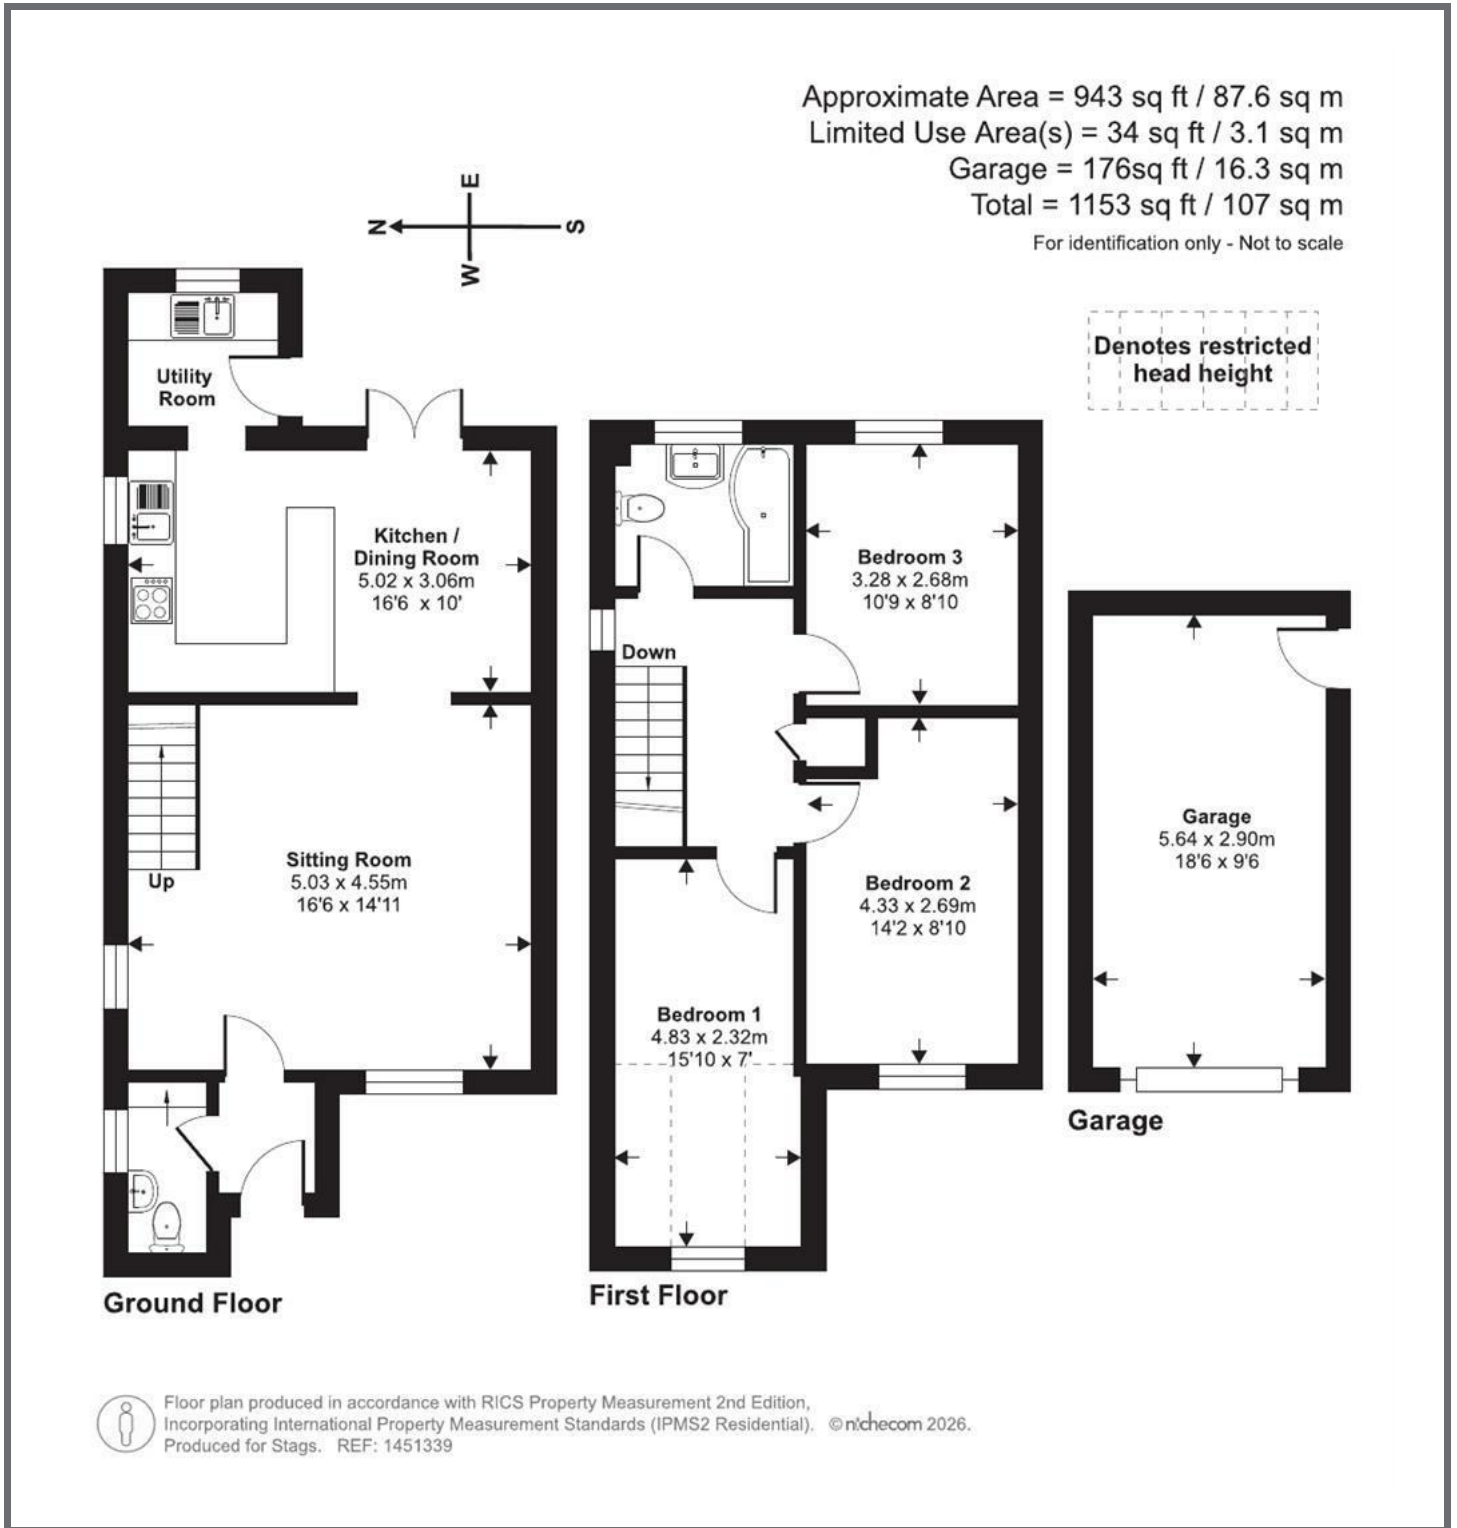 Approximate Area = 943 sq ft / 87.6 sq m
Limited Use Area(s) = 34 sq ft / 3.1 sq m
Garage = 176sq ft / 16.3 sq m
Total = 1153 sq ft / 107 sq m
For identification only - Not to scale
E
N
S
W
Denotes restricted
head height
Utility
Room
Kitchen /
Dining Room
5.02 x 3.06m
16'6 x 10'
Up
Sitting Room
5.03 x 4.55m
16'6 x 14'11
Ground Floor
Bedroom 3
3.28 x 2.68m
10'9 x 8'10
Down
Bedroom 2
4.33 x 2.69m
14'2 x 8'10
Bedroom 1
4.83 x 2.32m
15'10 x 7'
First Floor
Garage
5.64 x 2.90m
18'6 x 9'6
Garage
Floor plan produced in accordance with RICS Property Measurement 2nd Edition,
Incorporating International Property Measurement Standards (IPMS2 Residential). © nichecom 2026.
Produced for Stags. REF: 1451339